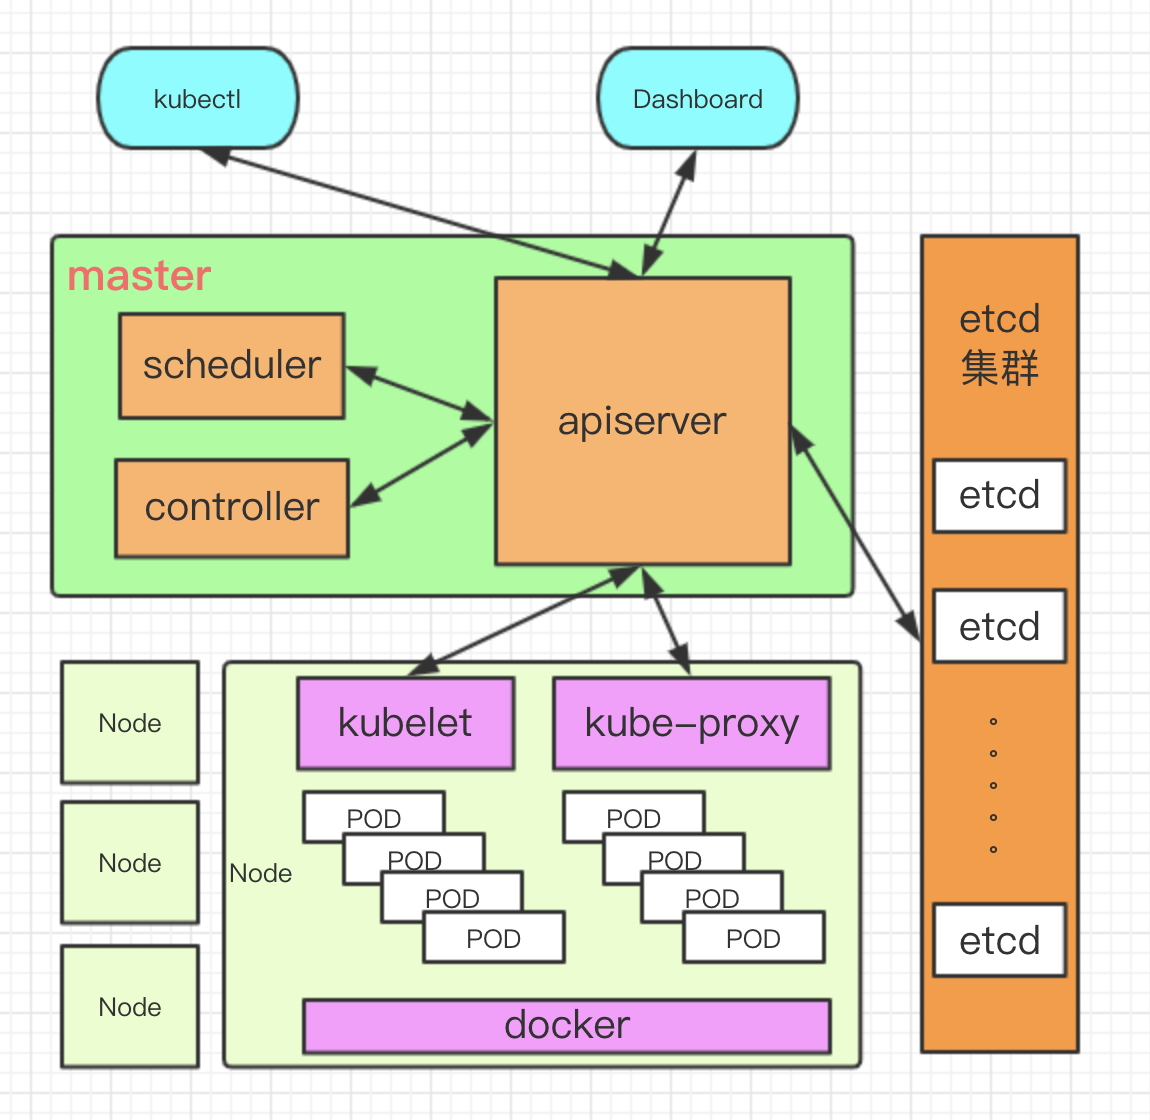 kubectl
Dashboard
master
scheduler
controller
apiserver
etcd
集群
etcd
etcd
etcd
Node
Node
Node
Node
kubelet
kube-proxy
POD
POD
POD
POD
POD
POD
POD
POD
docker